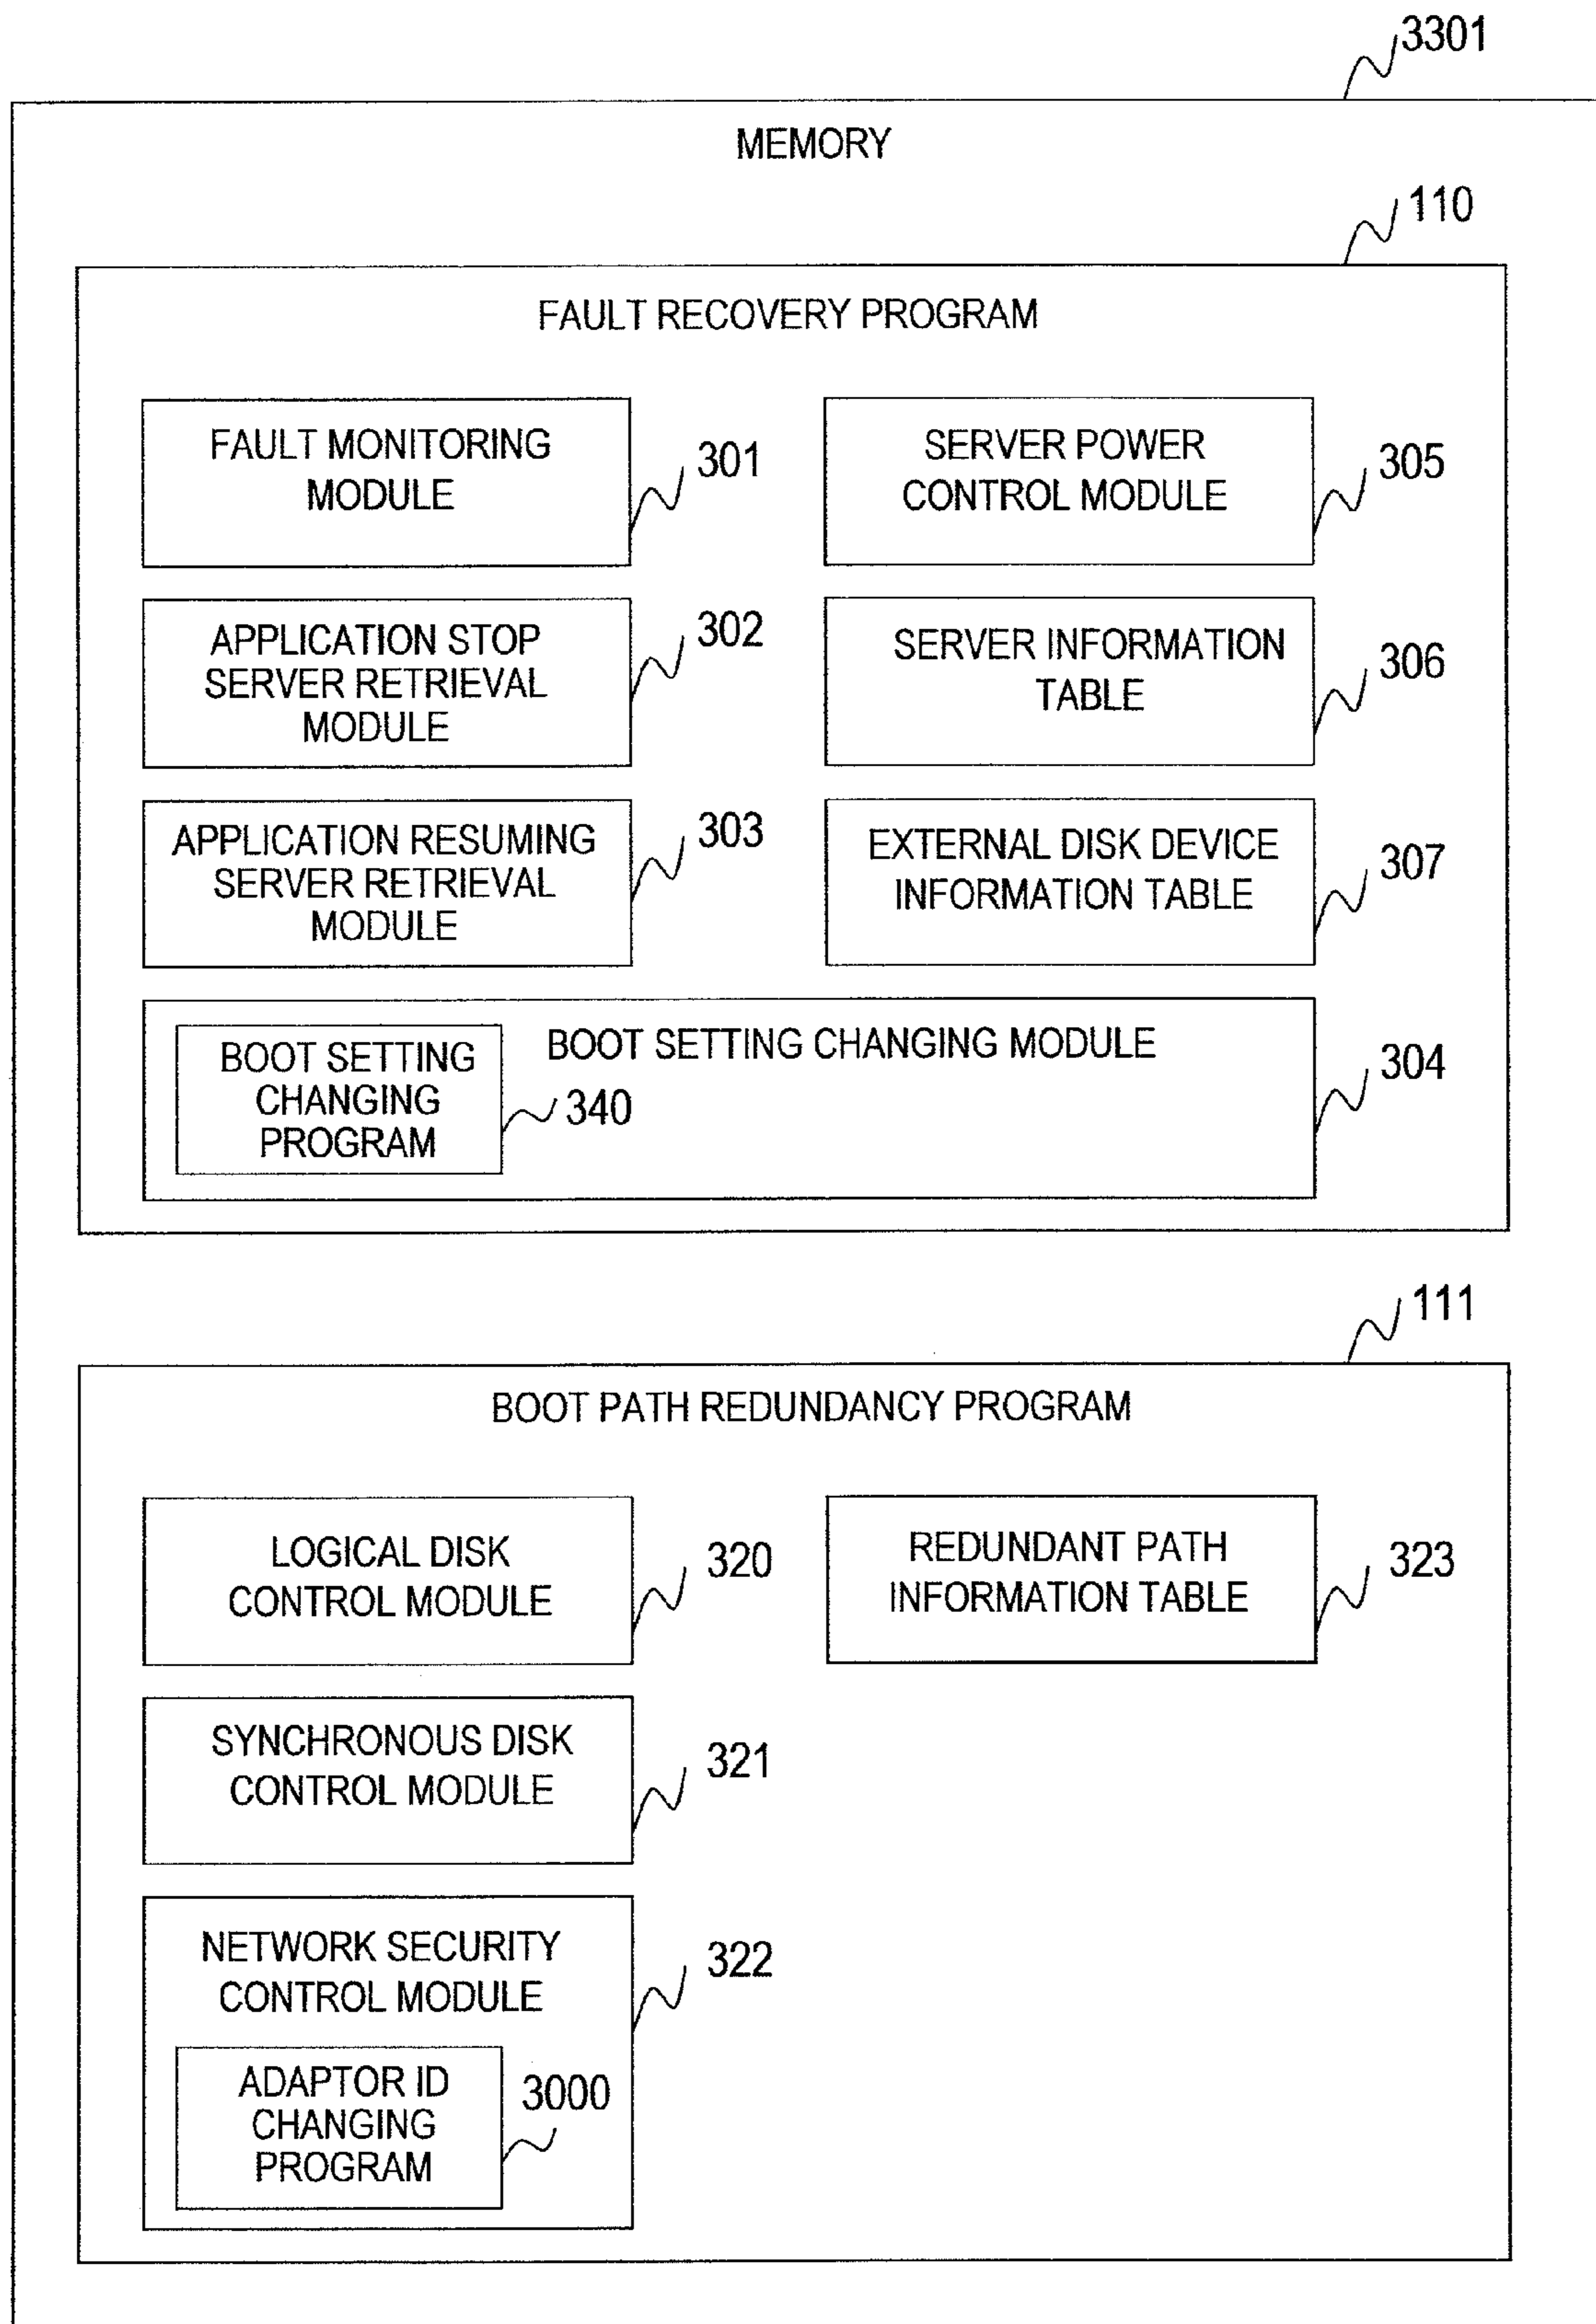 3301
MEMORY
110
FAULT RECOVERY PROGRAM
FAULT MONITORING
MODULE
301
SERVER POWER
CONTROL MODULE
305
APPLICATION STOP
SERVER RETRIEVAL
MODULE
302
SERVER INFORMATION
TABLE
306
APPLICATION RESUMING
SERVER RETRIEVAL
MODULE
303
EXTERNAL DISK DEVICE
INFORMATION TABLE
307
BOOT SETTING CHANGING MODULE
304
BOOT SETTING
CHANGING
PROGRAM
340
111
BOOT PATH REDUNDANCY PROGRAM
LOGICAL DISK
CONTROL MODULE
320
REDUNDANT PATH
INFORMATION TABLE
323
SYNCHRONOUS DISK
CONTROL MODULE
321
NETWORK SECURITY
CONTROL MODULE
322
ADAPTOR ID
CHANGING
PROGRAM
3000